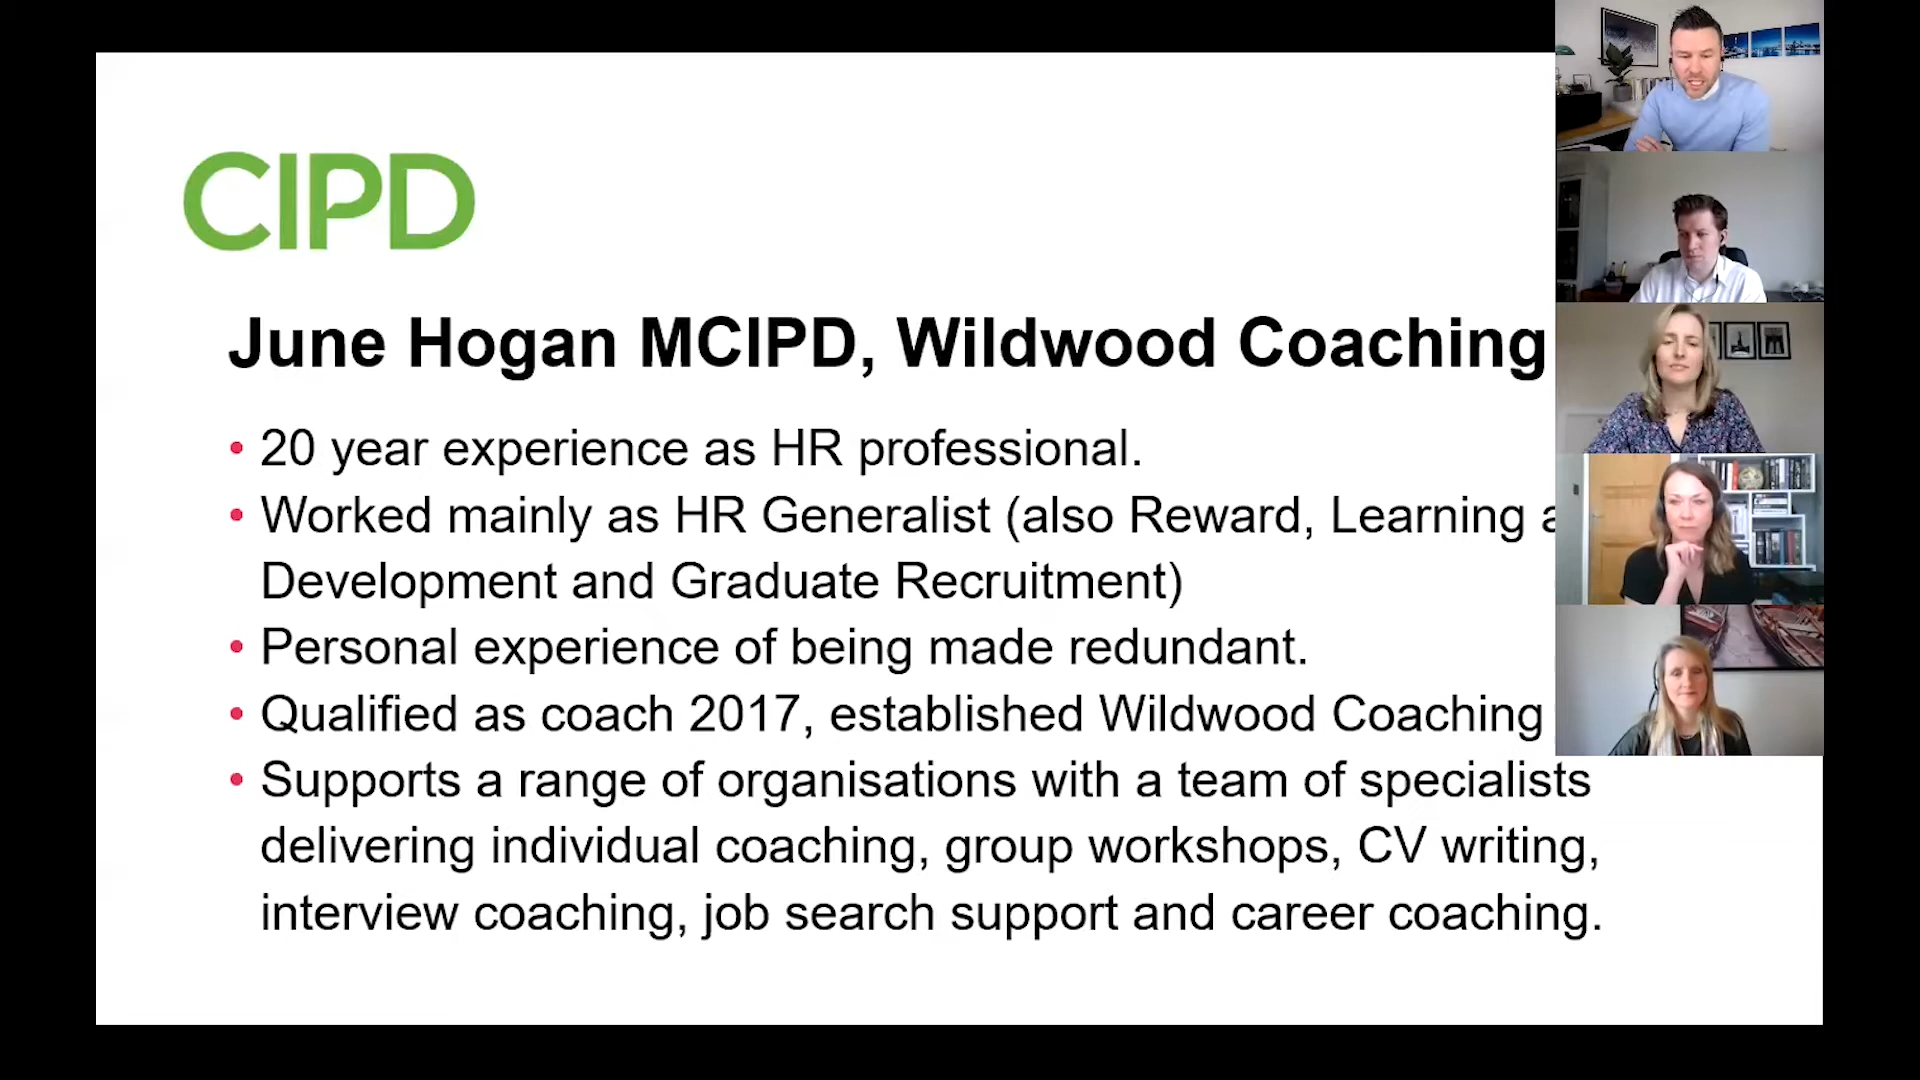 CIPD
June Hogan MCIPD, Wildwood Coaching
• 20 year experience as HR professional.
• Worked mainly as HR Generalist (also Reward, Learning
Development and Graduate Recruitment)
• Personal experience of being made redundant.
• Qualified as coach 2017, established Wildwood Coaching
• Supports a range of organisations with a team of specialists
delivering individual coaching, group workshops, CV writing,
interview coaching, job search support and career coaching.